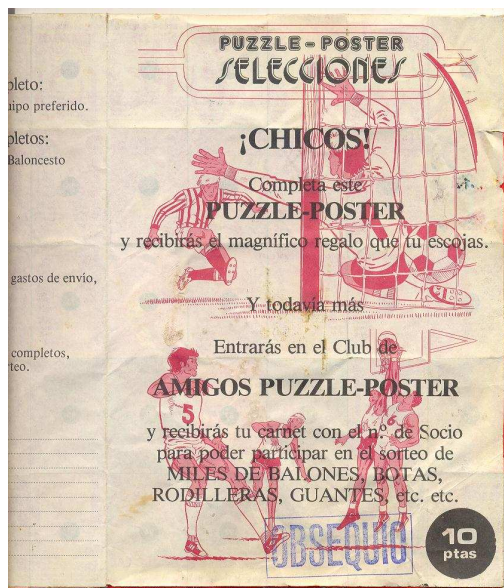 pleto:
uipo preferido.
pletos:
Baloncesto
gastos de envío,
completos,
teo.
PUZZLE-POSTER
SELECCIONES
¡CHICOS!
Completa este
PUZZLE-POSTER
y recibirás el magnífico regalo que tu escojas.
Y todavía más
Entrarás en el Club de
AMIGOS PUZZLE-POSTER
y recibirás tu carnet con el n.º de Socio
para poder participar en el sorteo de
MILES DE BALONES, BOTAS,
RODILLERAS, GUANTES, etc. etc.
5
6
OBSEQUIO
10
ptas